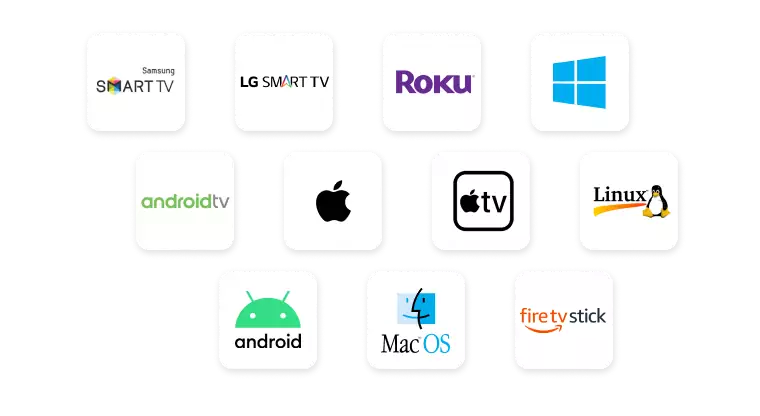 Samsung
SMART TV
LG SMART TV
ROKU
androidtv
tv
Linux
android
Mac OS
fire tv stick